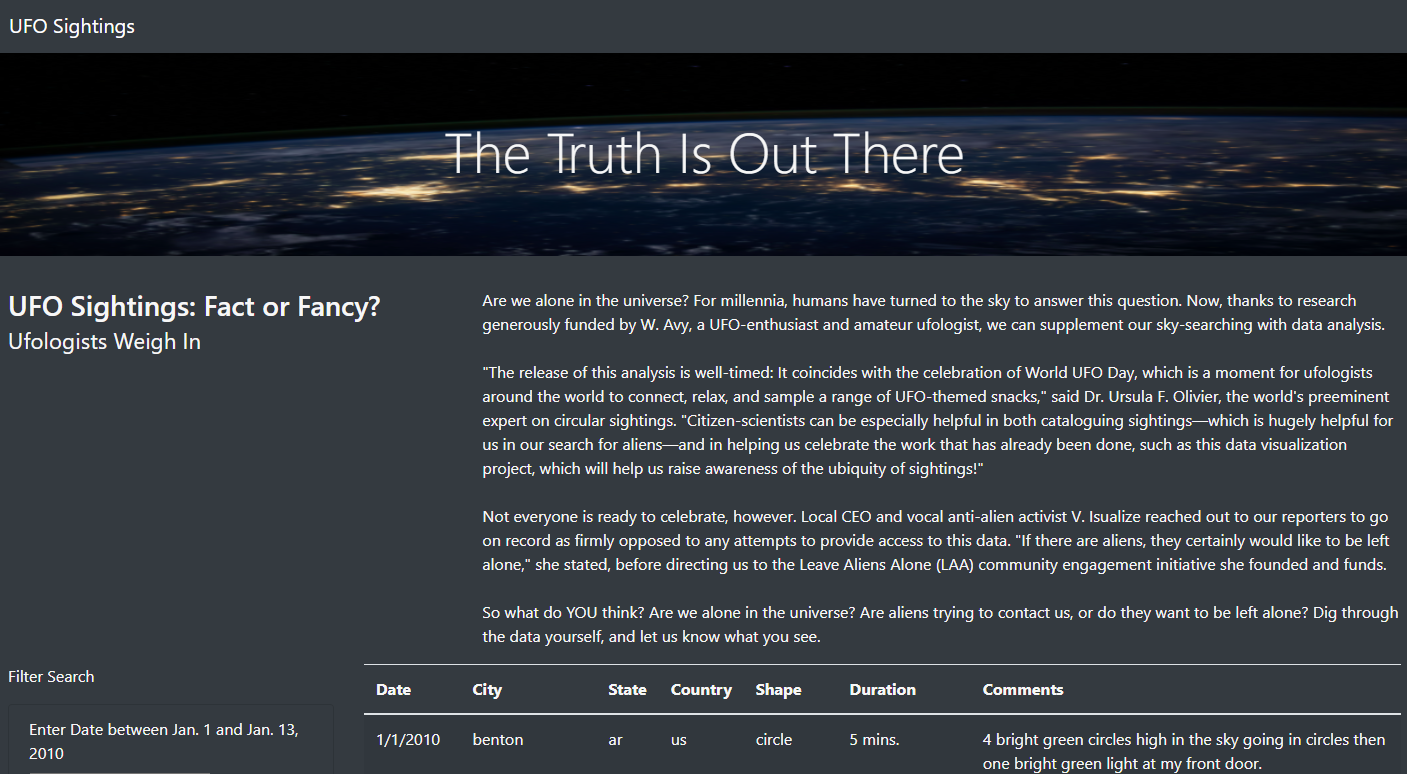 UFO Sightings
The Truth Is Out There
UFO Sightings: Fact or Fancy?
Ufologists Weigh In
Are we alone in the universe? For millennia, humans have turned to the sky to answer this question. Now, thanks to research
generously funded by W. Avy, a UFO-enthusiast and amateur ufologist, we can supplement our sky-searching with data analysis.
"The release of this analysis is well-timed: It coincides with the celebration of World UFO Day, which is a moment for ufologists
around the world to connect, relax, and sample a range of UFO-themed snacks," said Dr. Ursula F. Olivier, the world's preeminent
expert on circular sightings. "Citizen-scientists can be especially helpful in both cataloguing sightings—which is hugely helpful for
us in our search for aliens—and in helping us celebrate the work that has already been done, such as this data visualization
project, which will help us raise awareness of the ubiquity of sightings!"
Not everyone is ready to celebrate, however. Local CEO and vocal anti-alien activist V. Isualize reached out to our reporters to go
on record as firmly opposed to any attempts to provide access to this data. "If there are aliens, they certainly would like to be left
alone," she stated, before directing us to the Leave Aliens Alone (LAA) community engagement initiative she founded and funds.
So what do YOU think? Are we alone in the universe? Are aliens trying to contact us, or do they want to be left alone? Dig through
the data yourself, and let us know what you see.
Filter Search
Enter Date between Jan. 1 and Jan. 13,
2010
Date City State Country Shape Duration Comments
1/1/2010 benton ar us circle 5 mins. 4 bright green circles high in the sky going in circles then
one bright green light at my front door.